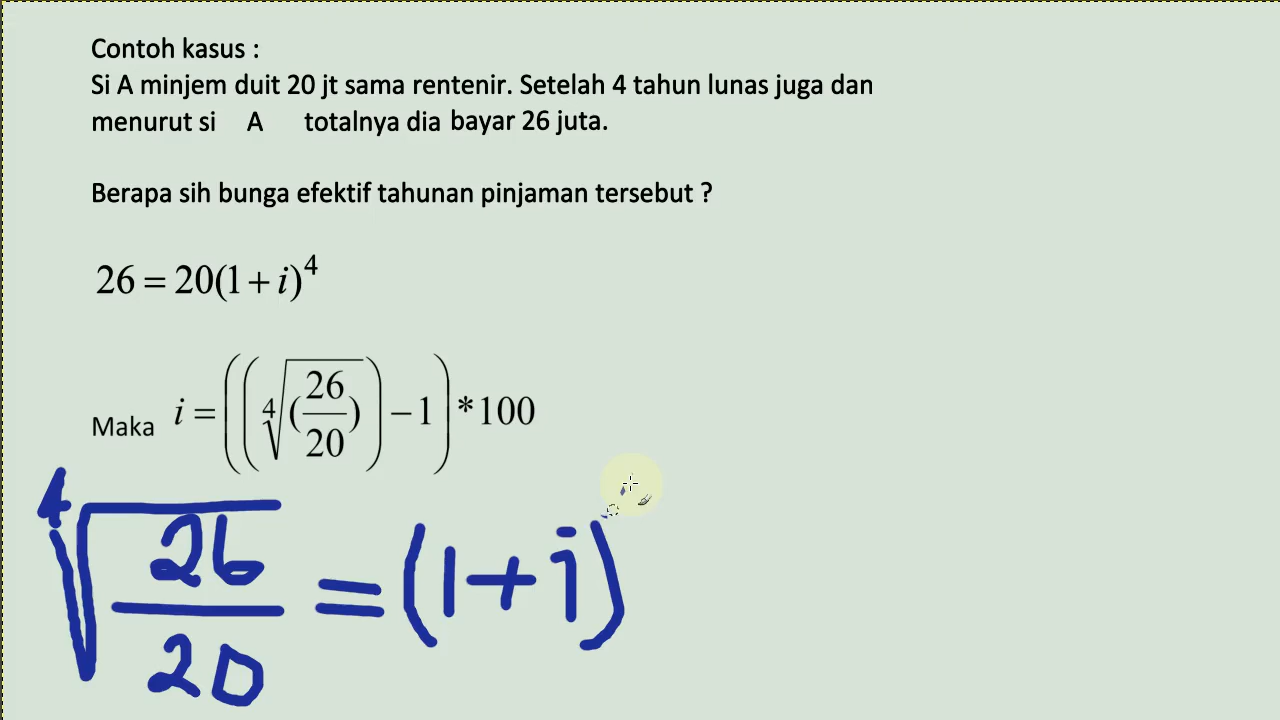 Contoh kasus :
Si A minjem duit 20 jt sama rentenir. Setelah 4 tahun lunas juga dan
menurut si A totalnya dia bayar 26 juta.
Berapa sih bunga efektif tahunan pinjaman tersebut ?
26 = 20(1 + i)⁴
Maka i = ((⁴√(26/20)) − 1) * 100
⁴√26/20 = (1 + i)